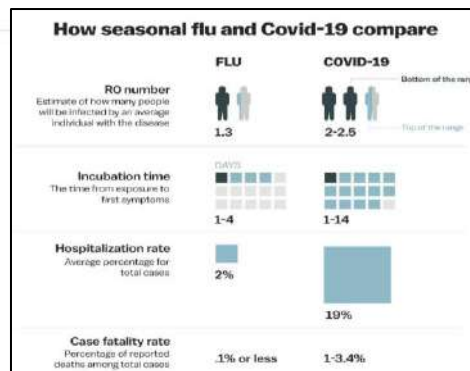 How seasonal flu and Covid-19 compare
FLU
COVID-19
RO number
Estimate of how many people
will be infected by an average
individual with the disease
1.3
2-2.5
Bottom of the rang
Top of the range
Incubation time
The time from exposure to
first symptoms
DAYS
1-4
1-14
Hospitalization rate
Average percentage for
total cases
2%
19%
Case fatality rate
Percentage of reported
deaths among total cases
.1% or less
1-3.4%